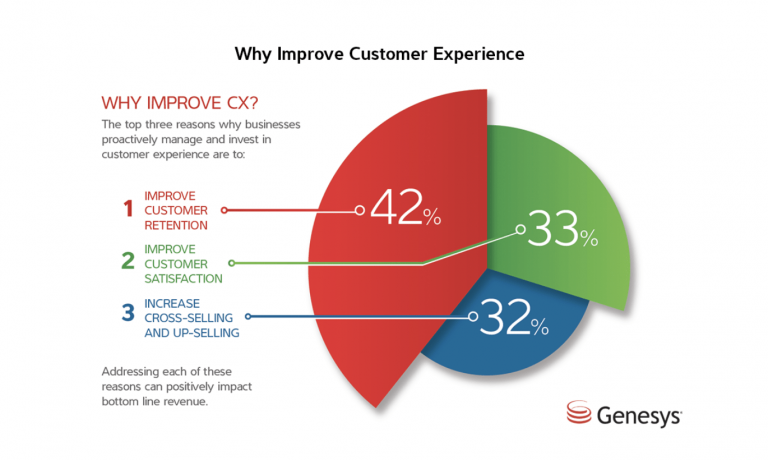 Why Improve Customer Experience
WHY IMPROVE CX?
The top three reasons why businesses
proactively manage and invest in
customer experience are to:
1 IMPROVE
CUSTOMER
RETENTION
42%
2 IMPROVE
CUSTOMER
SATISFACTION
33%
3 INCREASE
CROSS-SELLING
AND UP-SELLING
32%
Addressing each of these
reasons can positively impact
bottom line revenue.
Genesys